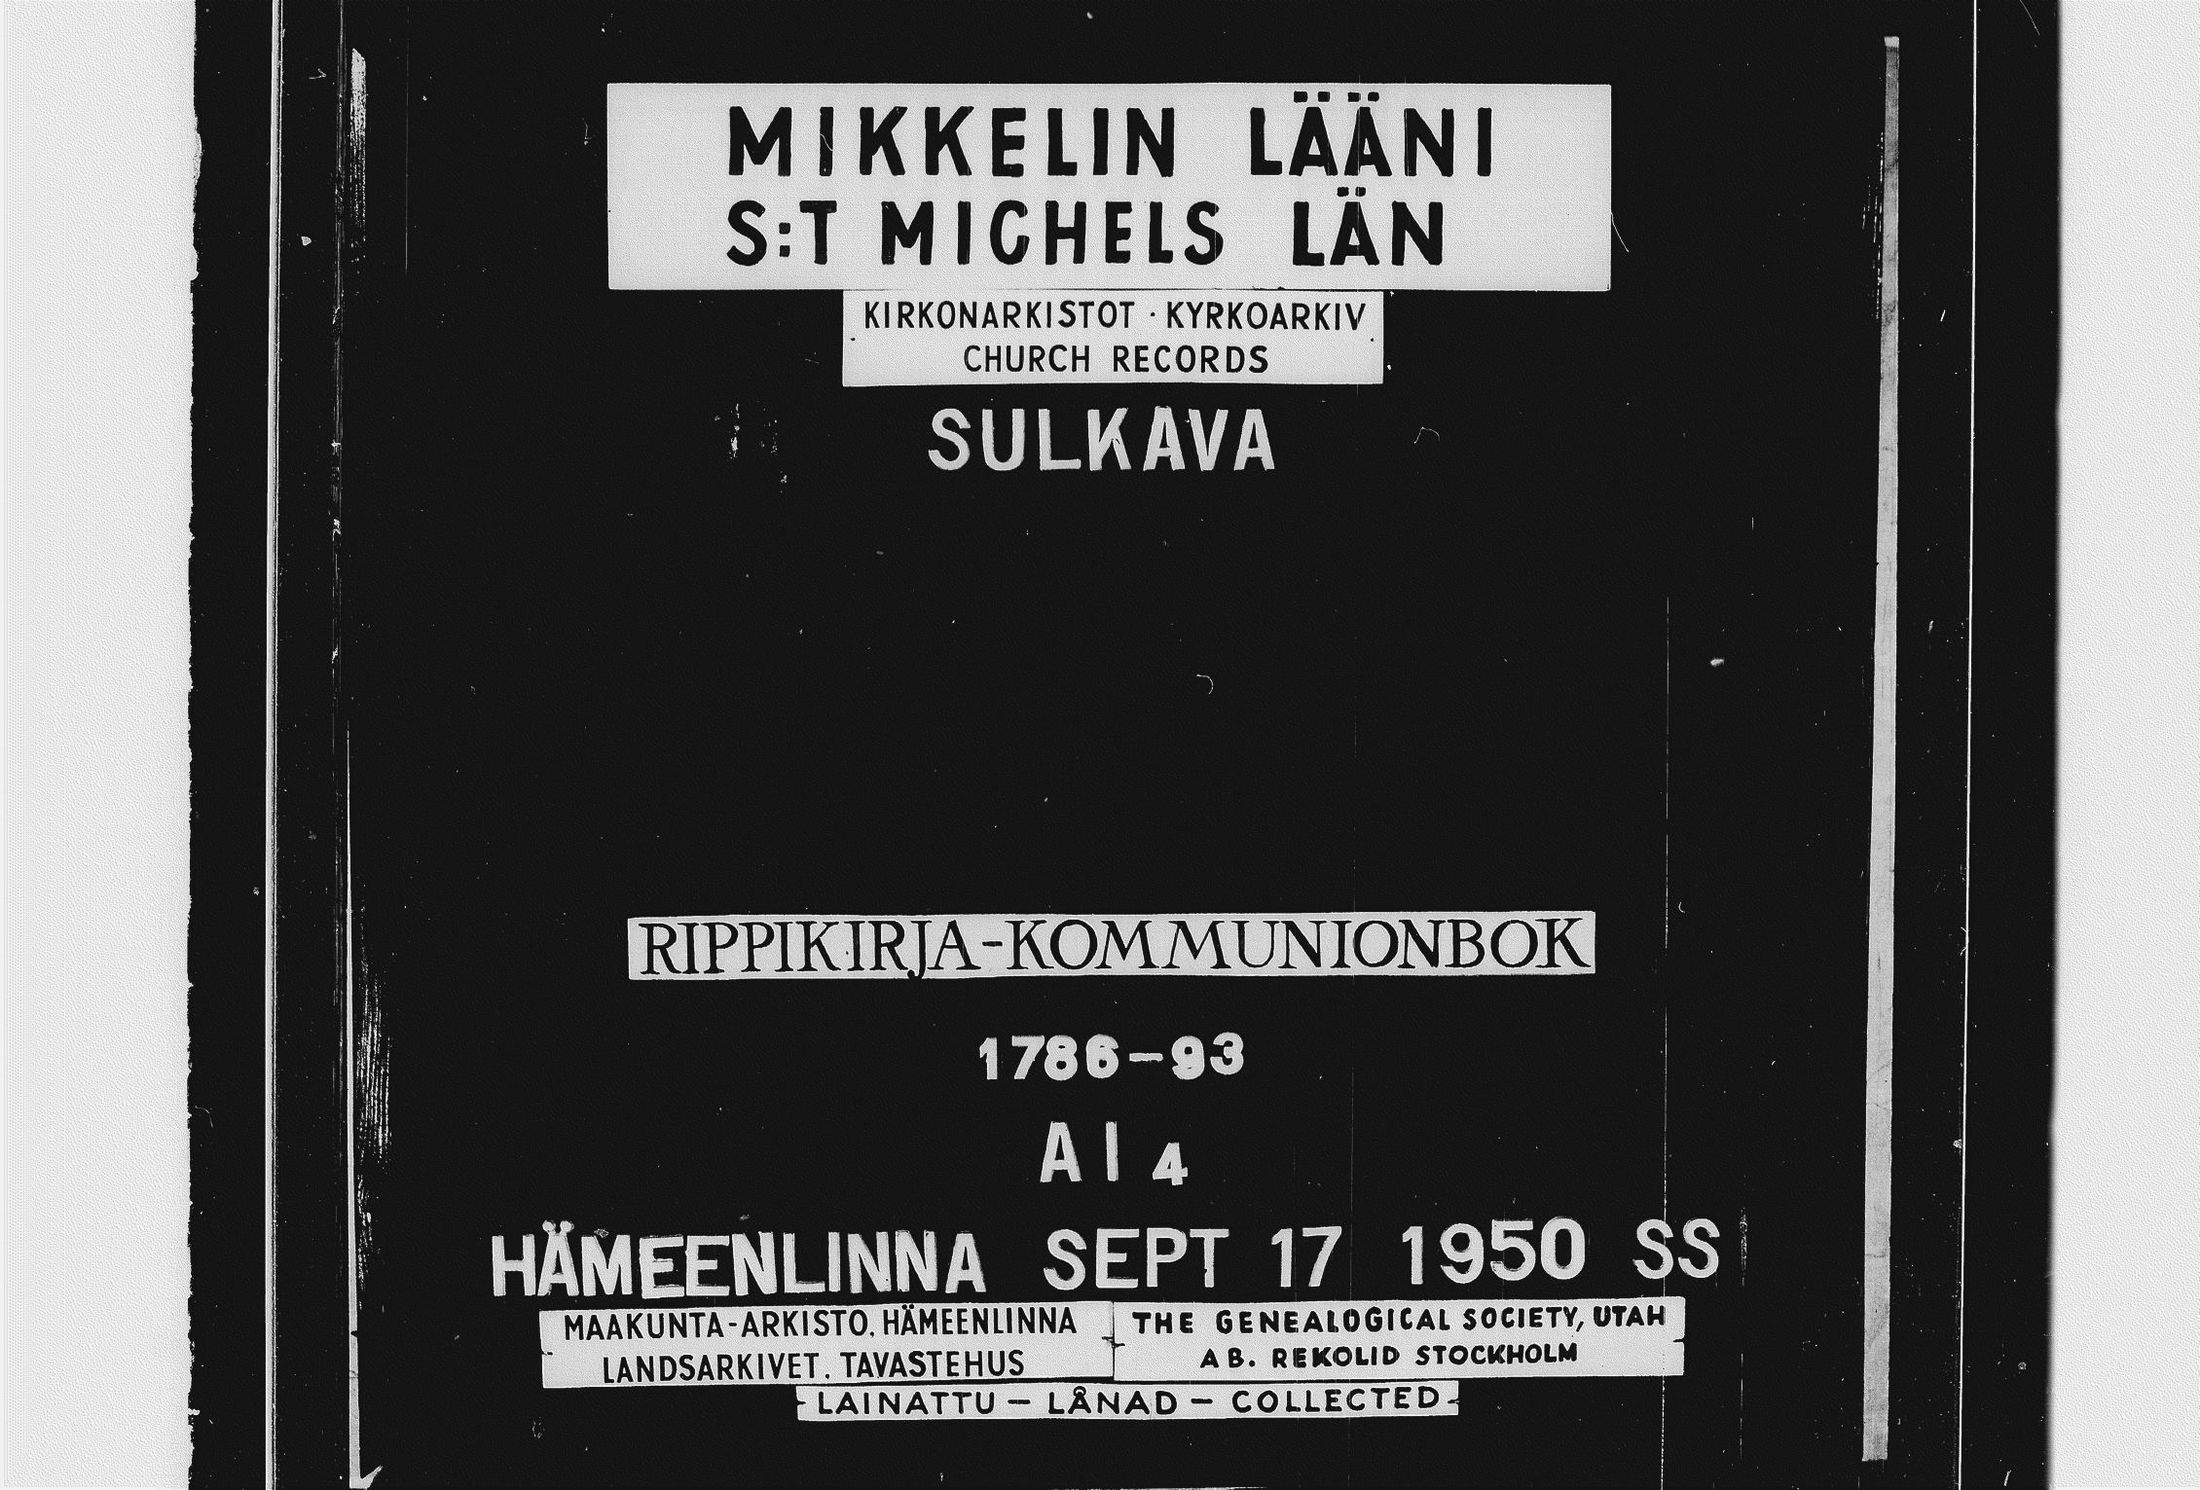 MIKKELIN LÄÄNI
S:T MICHELS LÄN
KIRKONARKISTOT · KYRKOARKIV
CHURCH RECORDS
SULKAVA
RIPPIKIRJA-KOMMUNIONBOK
1786-93
A I 4
HÄMEENLINNA SEPT 17 1950 SS
MAAKUNTA-ARKISTO, HÄMEENLINNA
LANDSARKIVET, TAVASTEHUS
THE GENEALOGICAL SOCIETY, UTAH
AB. REKOLID STOCKHOLM
LAINATTU — LÅNAD — COLLECTED